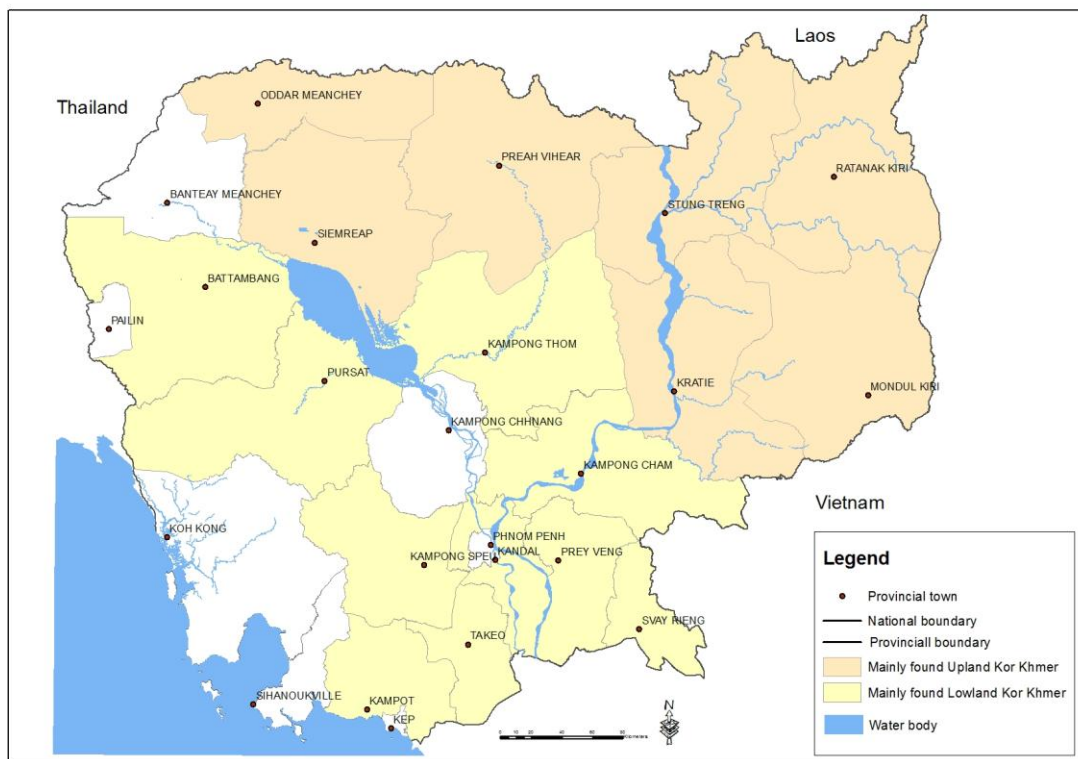 Laos
Thailand
ODDAR MEANCHEY
PREAH VIHEAR
RATANAK KIRI
BANTEAY MEANCHEY
STUNG TRENG
SIEMREAP
BATTAMBANG
PAILIN
KAMPONG THOM
PURSAT
KRATIE
MONDUL KIRI
KAMPONG CHHNANG
KAMPONG CHAM
Vietnam
KOH KONG
PHNOM PENH
KAMPONG SPEU
KANDAL
PREY VENG
SVAY RIENG
TAKEO
SIHANOUKVILLE
KAMPOT
KEP
N
Legend
Provincial town
National boundary
Provinciall boundary
Mainly found Upland Kor Khmer
Mainly found Lowland Kor Khmer
Water body